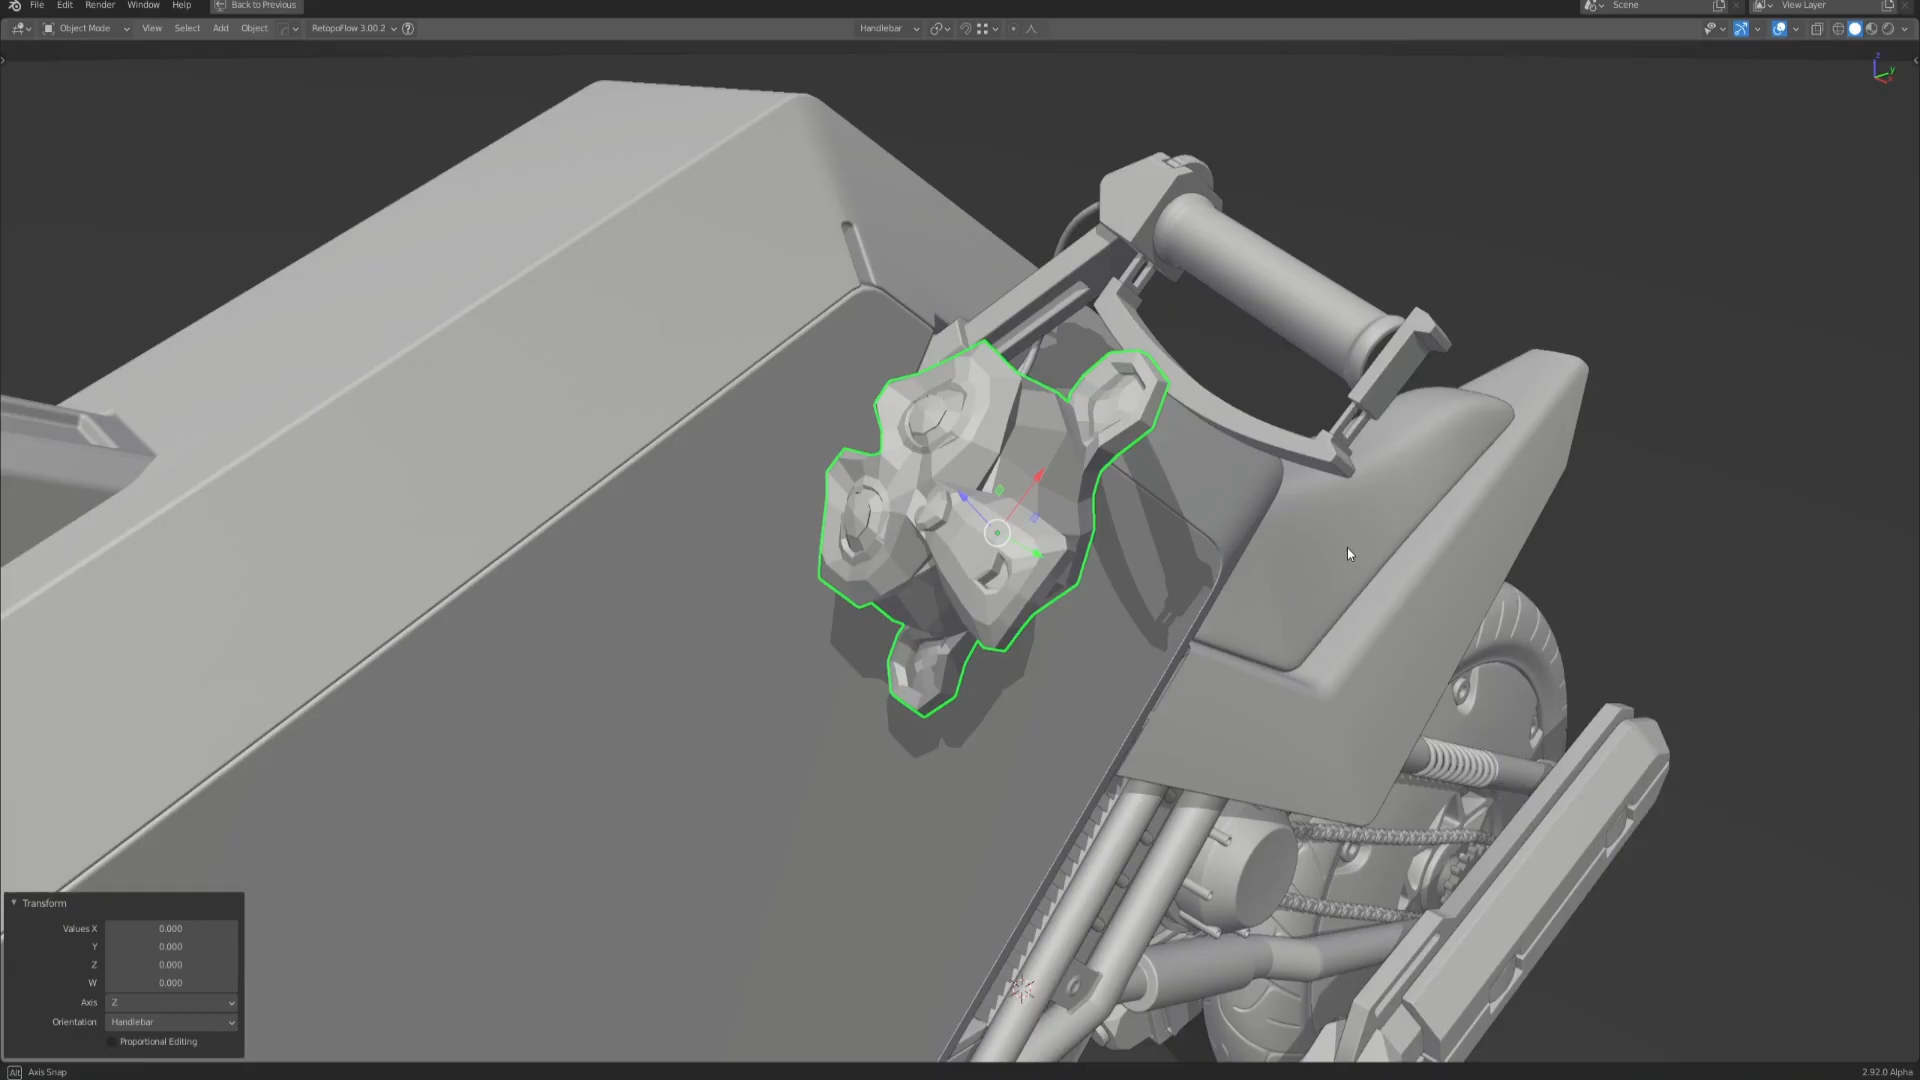 File Edit Render Window Help Back to Previous Scene View Layer
Object Mode View Select Add Object RetopoFlow 3.00.2 Handlebar
z
y
x
Transform
Values X 0.000
Y 0.000
Z 0.000
W 0.000
Axis Z
Orientation Handlebar
Proportional Editing
Alt Axis Snap 2.92.0 Alpha